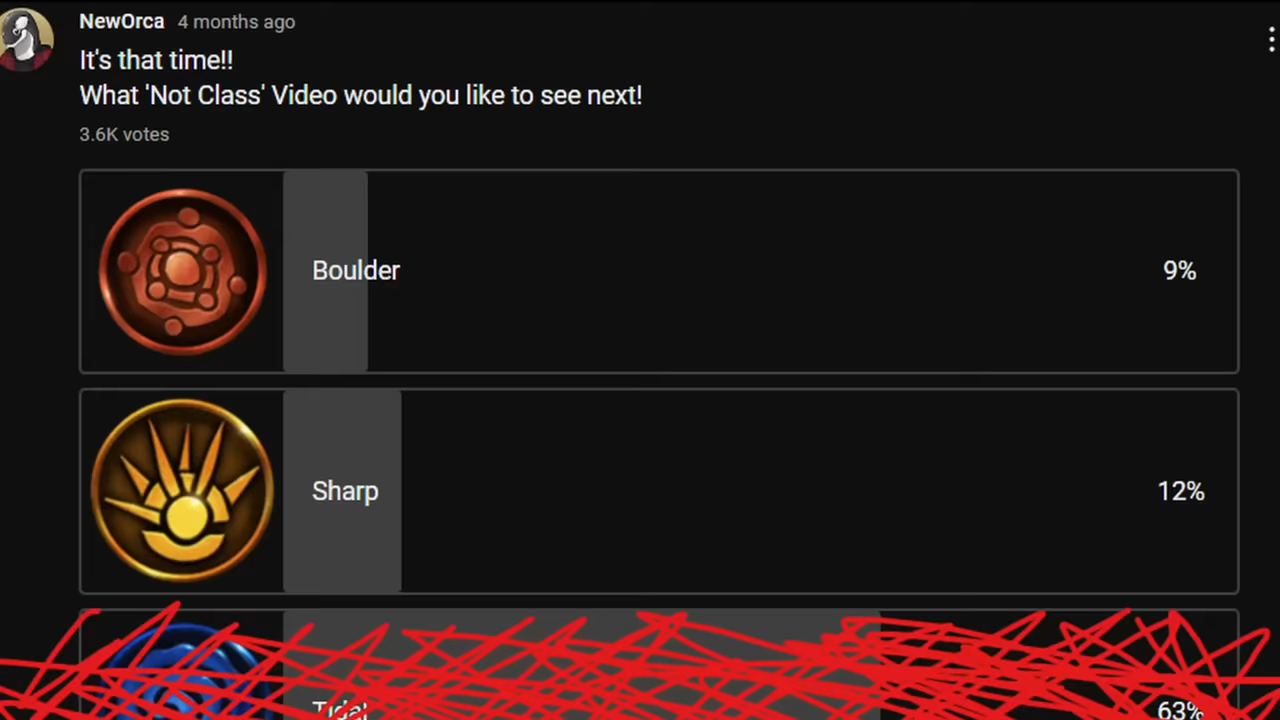 NewOrca 4 months ago
It's that time!!
What 'Not Class' Video would you like to see next!
3.6K votes
Boulder 9%
Sharp 12%
Tidal 63%